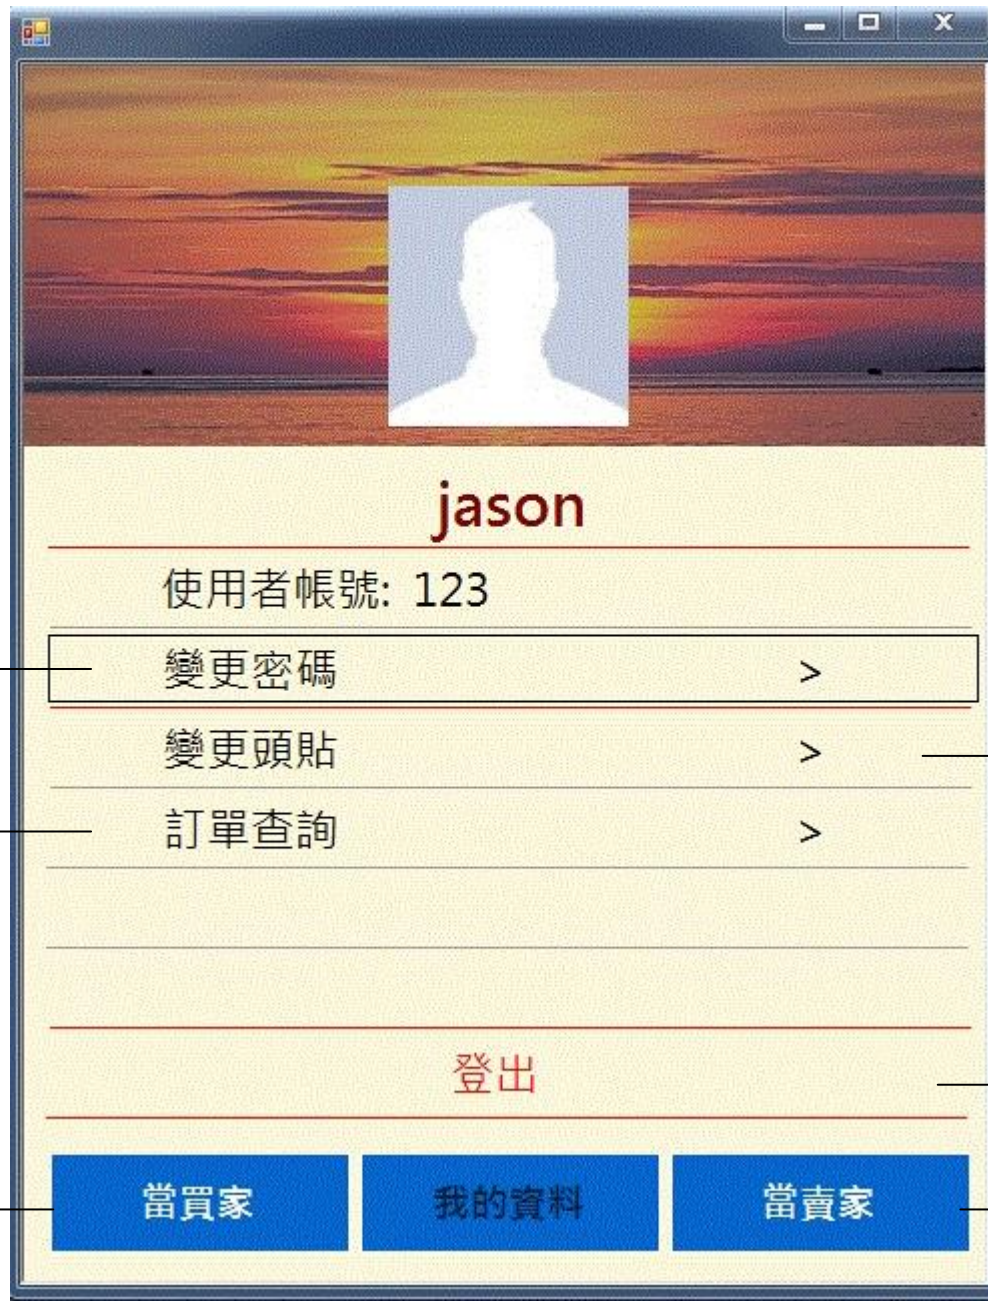 jason
使用者帳號: 123
變更密碼 >
變更頭貼 >
訂單查詢 >
登出
當買家 我的資料 當賣家